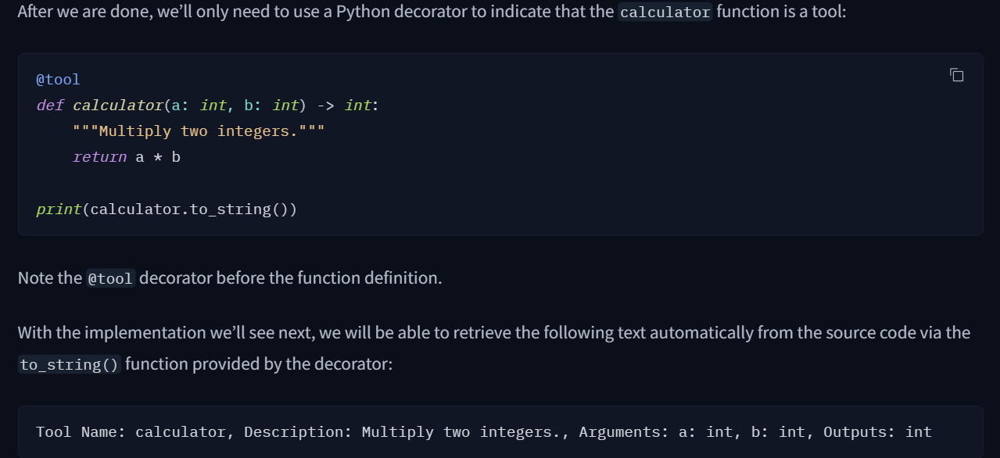 After we are done, we’ll only need to use a Python decorator to indicate that the calculator function is a tool:
@tool
def calculator(a: int, b: int) -> int:
    """Multiply two integers."""
    return a * b

print(calculator.to_string())
Note the @tool decorator before the function definition.
With the implementation we’ll see next, we will be able to retrieve the following text automatically from the source code via the
to_string() function provided by the decorator:
Tool Name: calculator, Description: Multiply two integers., Arguments: a: int, b: int, Outputs: int